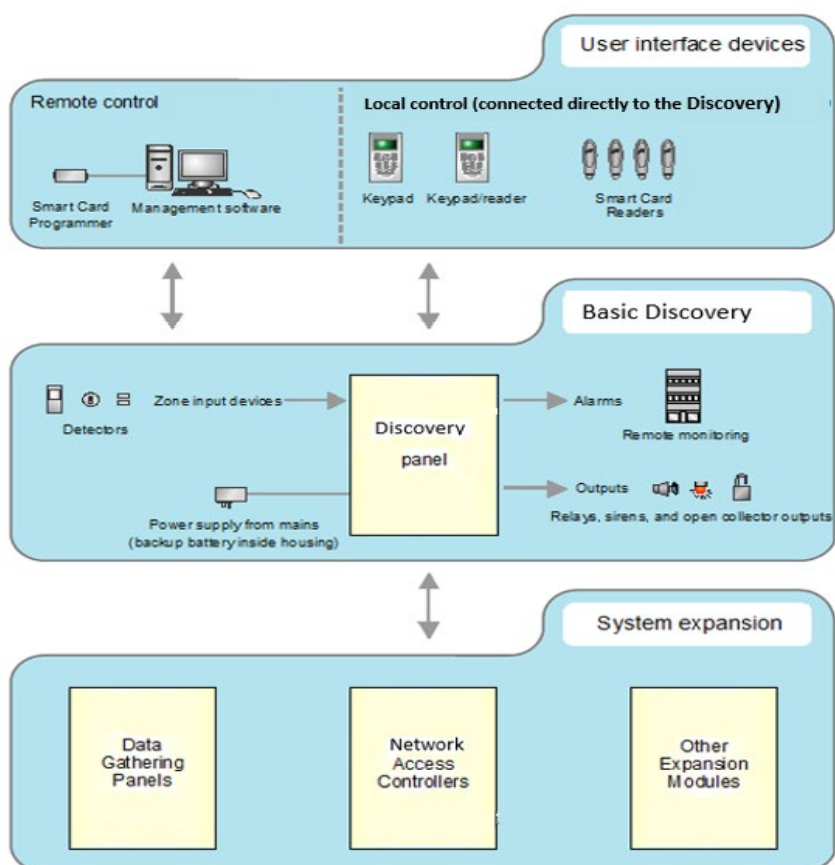 User interface devices
Remote control
Local control (connected directly to the Discovery)
Smart Card
Programmer
Management software
Keypad
Keypad/reader
Smart Card
Readers
Basic Discovery
Detectors
Zone input devices
Discovery
panel
Alarms
Remote monitoring
Power supply from mains
(backup battery inside housing)
Outputs
Relays, sirens, and open collector outputs
System expansion
Data
Gathering
Panels
Network
Access
Controllers
Other
Expansion
Modules